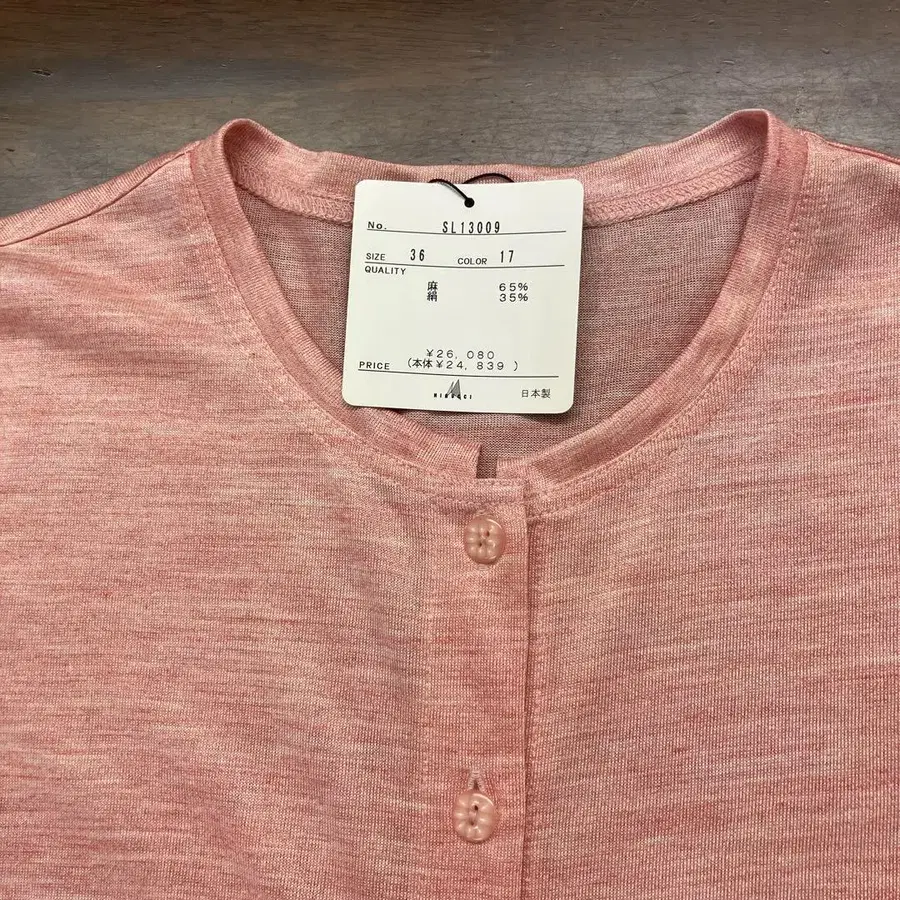 No. SL13009
SIZE 36 COLOR 17
QUALITY
麻 65%
絹 35%
¥26,080
PRICE (本体¥24,839)
日本製